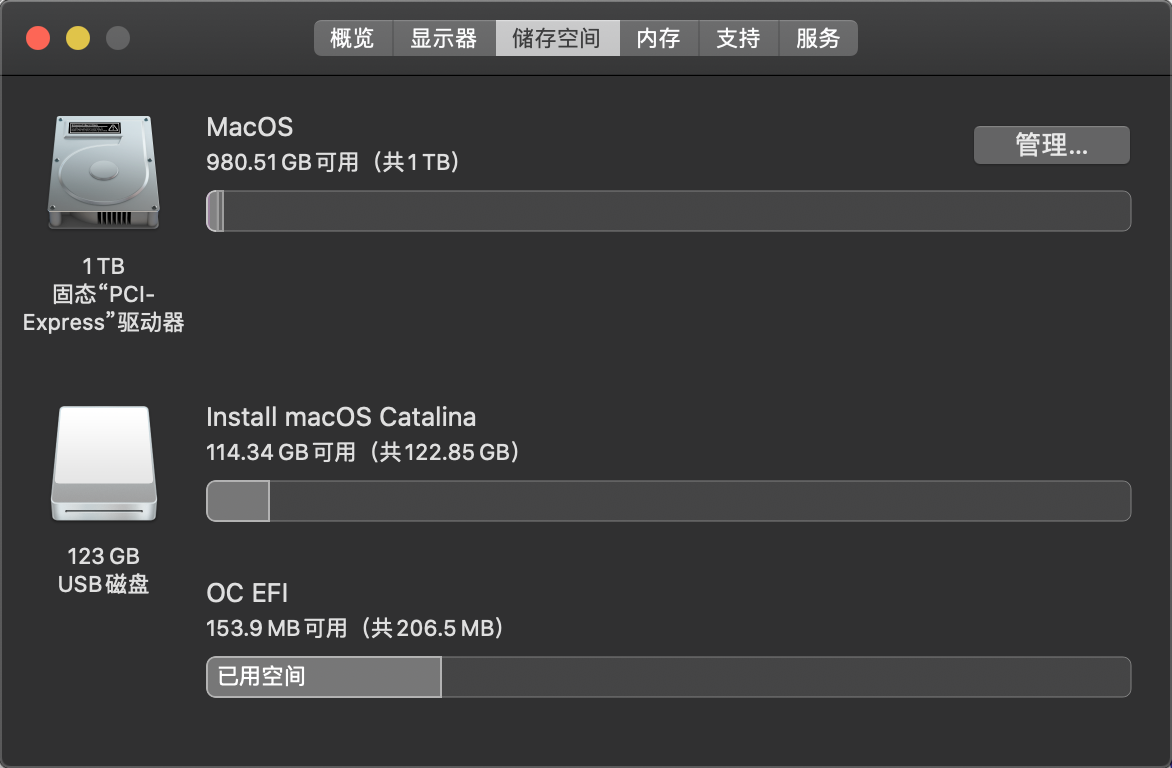 概览 显示器 储存空间 内存 支持 服务
MacOS
980.51 GB 可用（共 1 TB）
管理...
1 TB
固态“PCI-
Express”驱动器
Install macOS Catalina
114.34 GB 可用（共 122.85 GB）
123 GB
USB 磁盘
OC EFI
153.9 MB 可用（共 206.5 MB）
已用空间